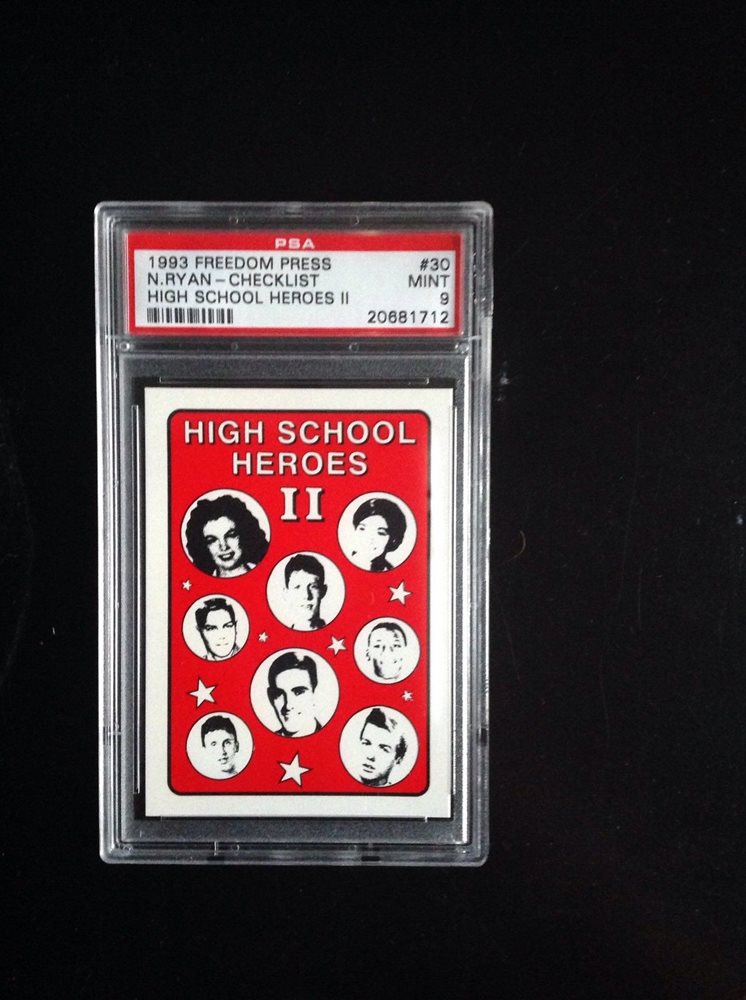 PSA
1993 FREEDOM PRESS #30
N.RYAN – CHECKLIST MINT
HIGH SCHOOL HEROES II 9
20681712
HIGH SCHOOL
HEROES
II